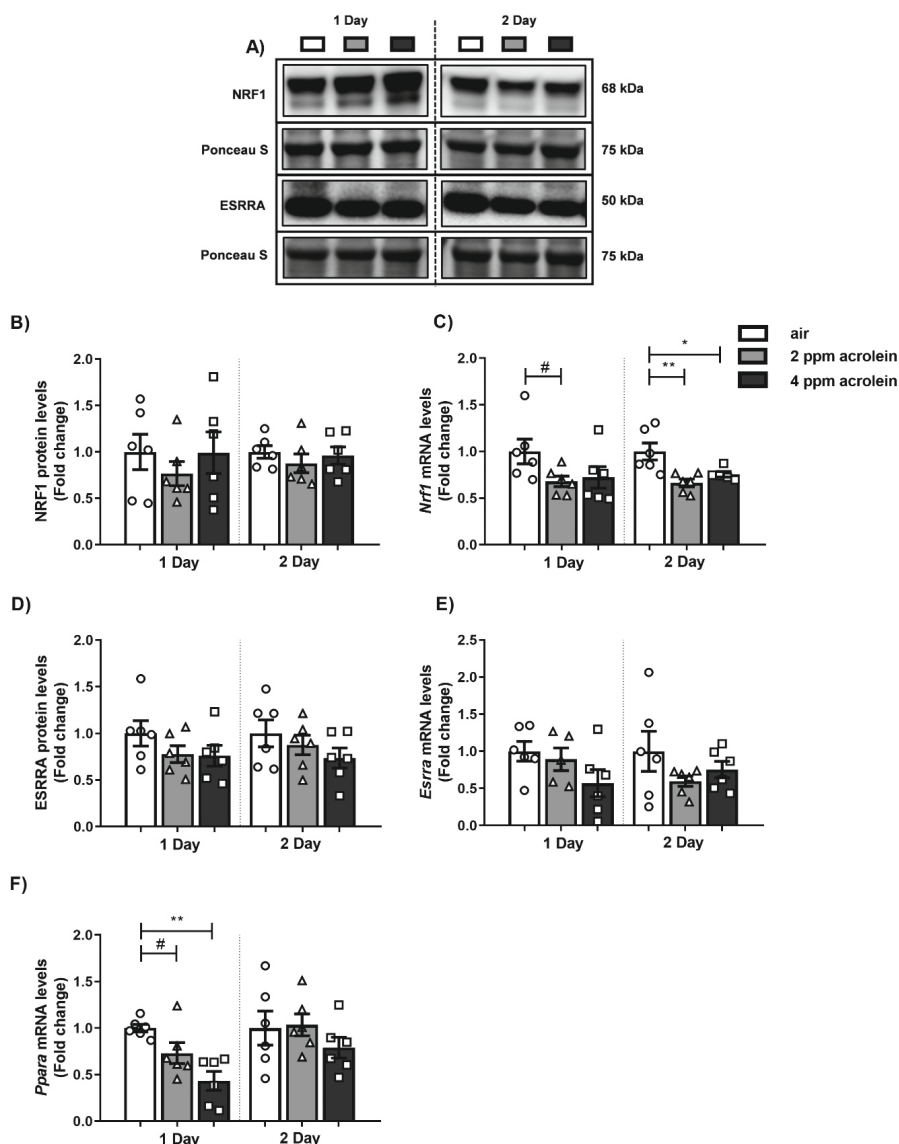 1 Day
2 Day
A)
NRF1
68 kDa
Ponceau S
75 kDa
ESRRA
50 kDa
Ponceau S
75 kDa
B)
NRF1 protein levels
(Fold change)
2.0
1.5
1.0
0.5
0.0
1 Day
2 Day
C)
air
2 ppm acrolein
4 ppm acrolein
Nrf1 mRNA levels
(Fold change)
2.0
1.5
1.0
0.5
0.0
#
*
**
1 Day
2 Day
D)
ESRRA protein levels
(Fold change)
2.0
1.5
1.0
0.5
0.0
1 Day
2 Day
E)
Esrra mRNA levels
(Fold change)
2.5
2.0
1.5
1.0
0.5
0.0
1 Day
2 Day
F)
Ppara mRNA levels
(Fold change)
2.0
1.5
1.0
0.5
0.0
**
#
1 Day
2 Day